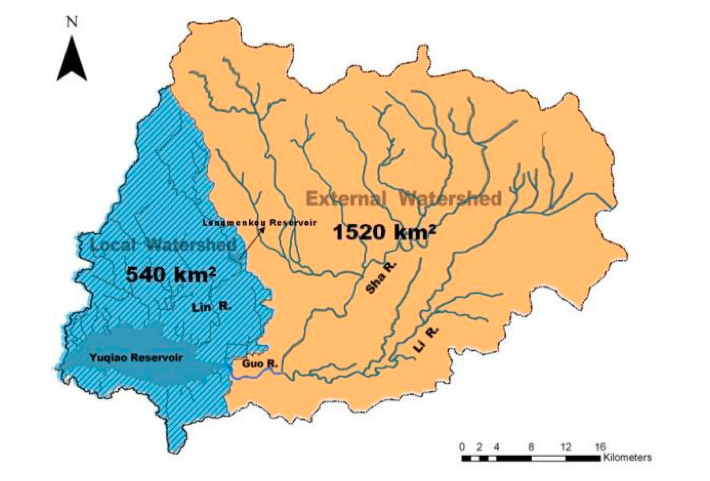 N
External Watershed
Longmenkou Reservoir
1520 km²
Local Watershed
540 km²
Sha R.
Lin R.
Li R.
Yuqiao Reservoir
Guo R.
0 2 4 8 12 16
Kilometers